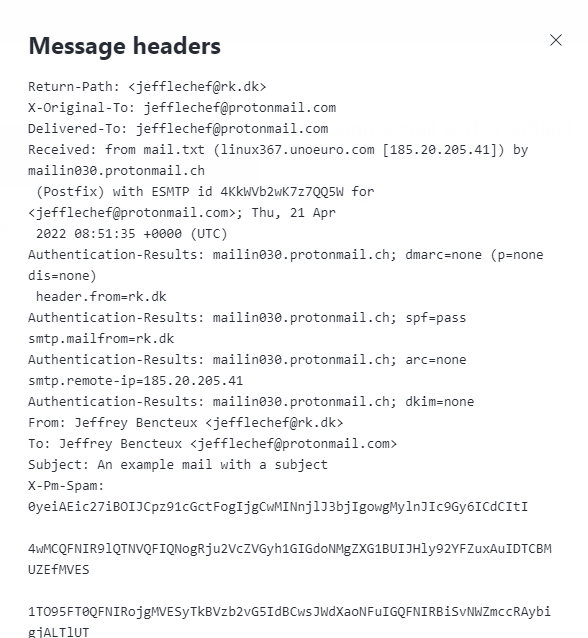 Message headers
Return-Path: <jefflechef@rk.dk>
X-Original-To: jefflechef@protonmail.com
Delivered-To: jefflechef@protonmail.com
Received: from mail.txt (linux367.unoeuro.com [185.20.205.41]) by
mailin030.protonmail.ch
(Postfix) with ESMTP id 4KkWVb2wK7z7QQ5W for
<jefflechef@protonmail.com>; Thu, 21 Apr
2022 08:51:35 +0000 (UTC)
Authentication-Results: mailin030.protonmail.ch; dmarc=none (p=none
dis=none)
header.from=rk.dk
Authentication-Results: mailin030.protonmail.ch; spf=pass
smtp.mailfrom=rk.dk
Authentication-Results: mailin030.protonmail.ch; arc=none
smtp.remote-ip=185.20.205.41
Authentication-Results: mailin030.protonmail.ch; dkim=none
From: Jeffrey Bencteux <jefflechef@rk.dk>
To: Jeffrey Bencteux <jefflechef@protonmail.com>
Subject: An example mail with a subject
X-Pm-Spam:
0yeiAEic27iBOIJCpz91cGctFogIjgCwMINnjlJ3bjIgowgMylnJIc9Gy6ICdCItI
4wMCQFNIR9lQTNVQFIQNogRju2VcZVGyh1GIGdoNMgZXG1BUIJHly92YFZuxAuIDTCBM
UZEfMVES
1TO95FT0QFNIRojgMVESyTkBVzb2vG5IdBCwsJWdXaoNFuIGQFNIRBiSvNWZmccRAybi
gjALTlUT